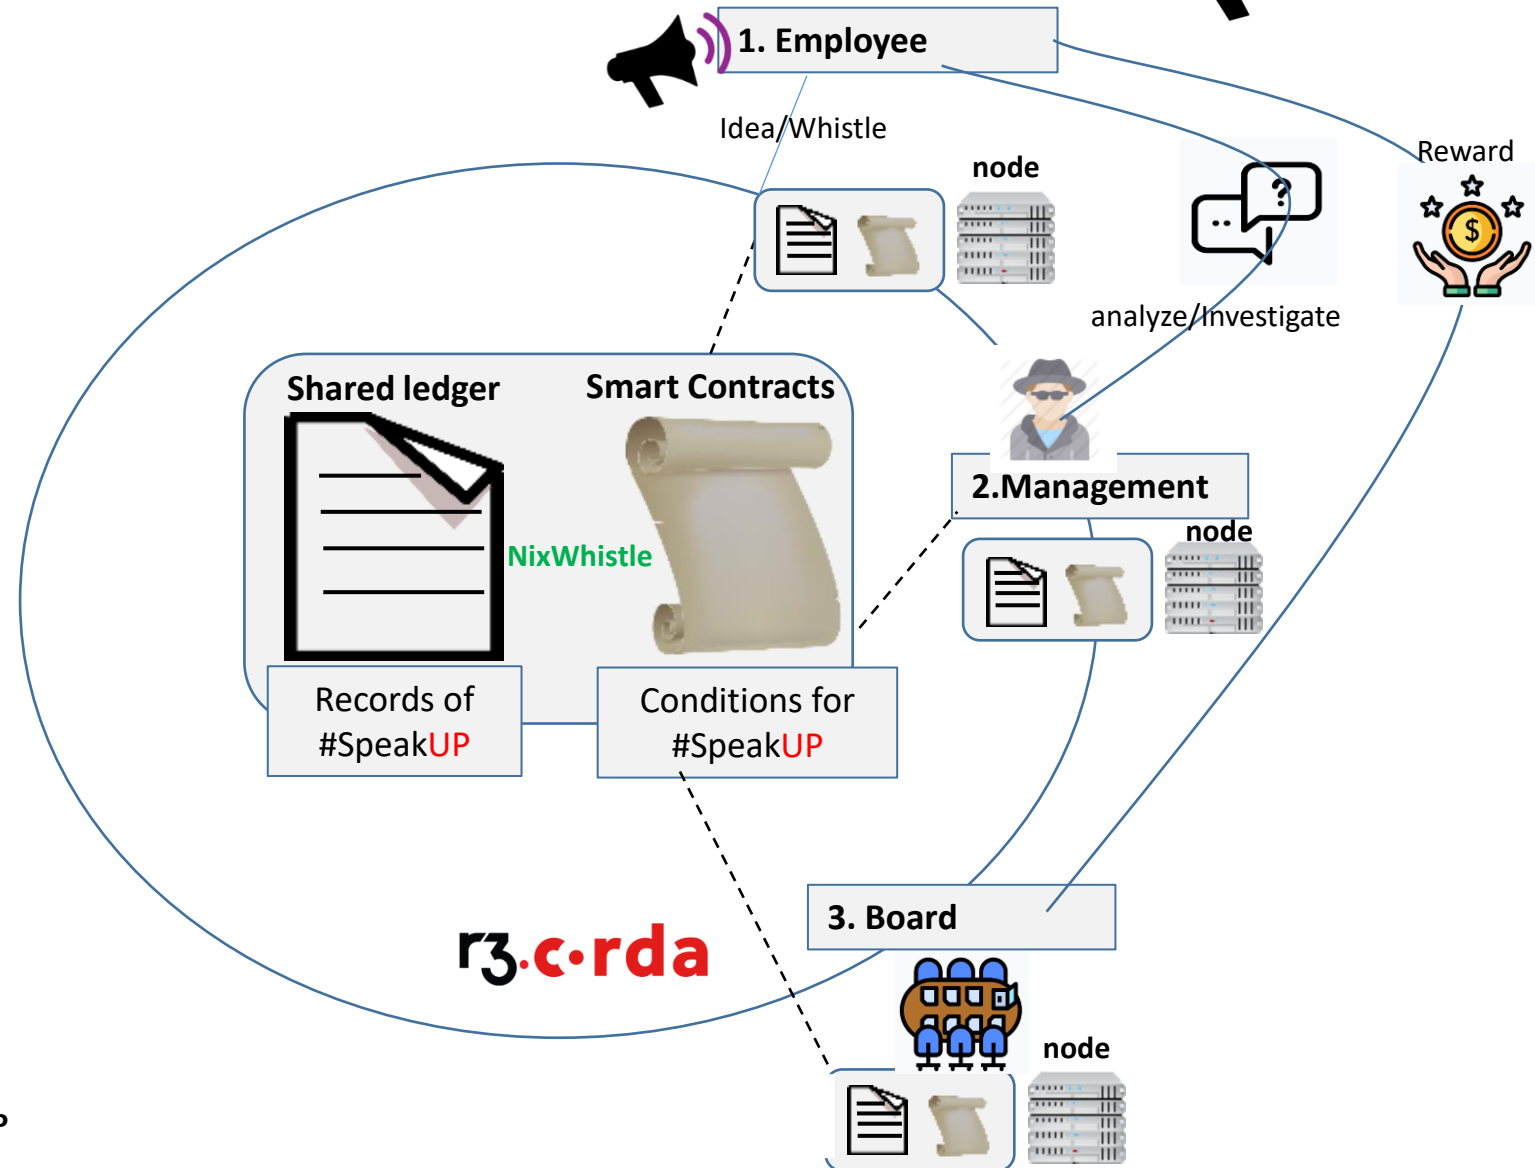 1. Employee
Idea/Whistle
node
Reward
analyze/Investigate
Shared ledger
Smart Contracts
2.Management
node
NixWhistle
Records of
#SpeakUP
Conditions for
#SpeakUP
3. Board
r3.c•rda
node